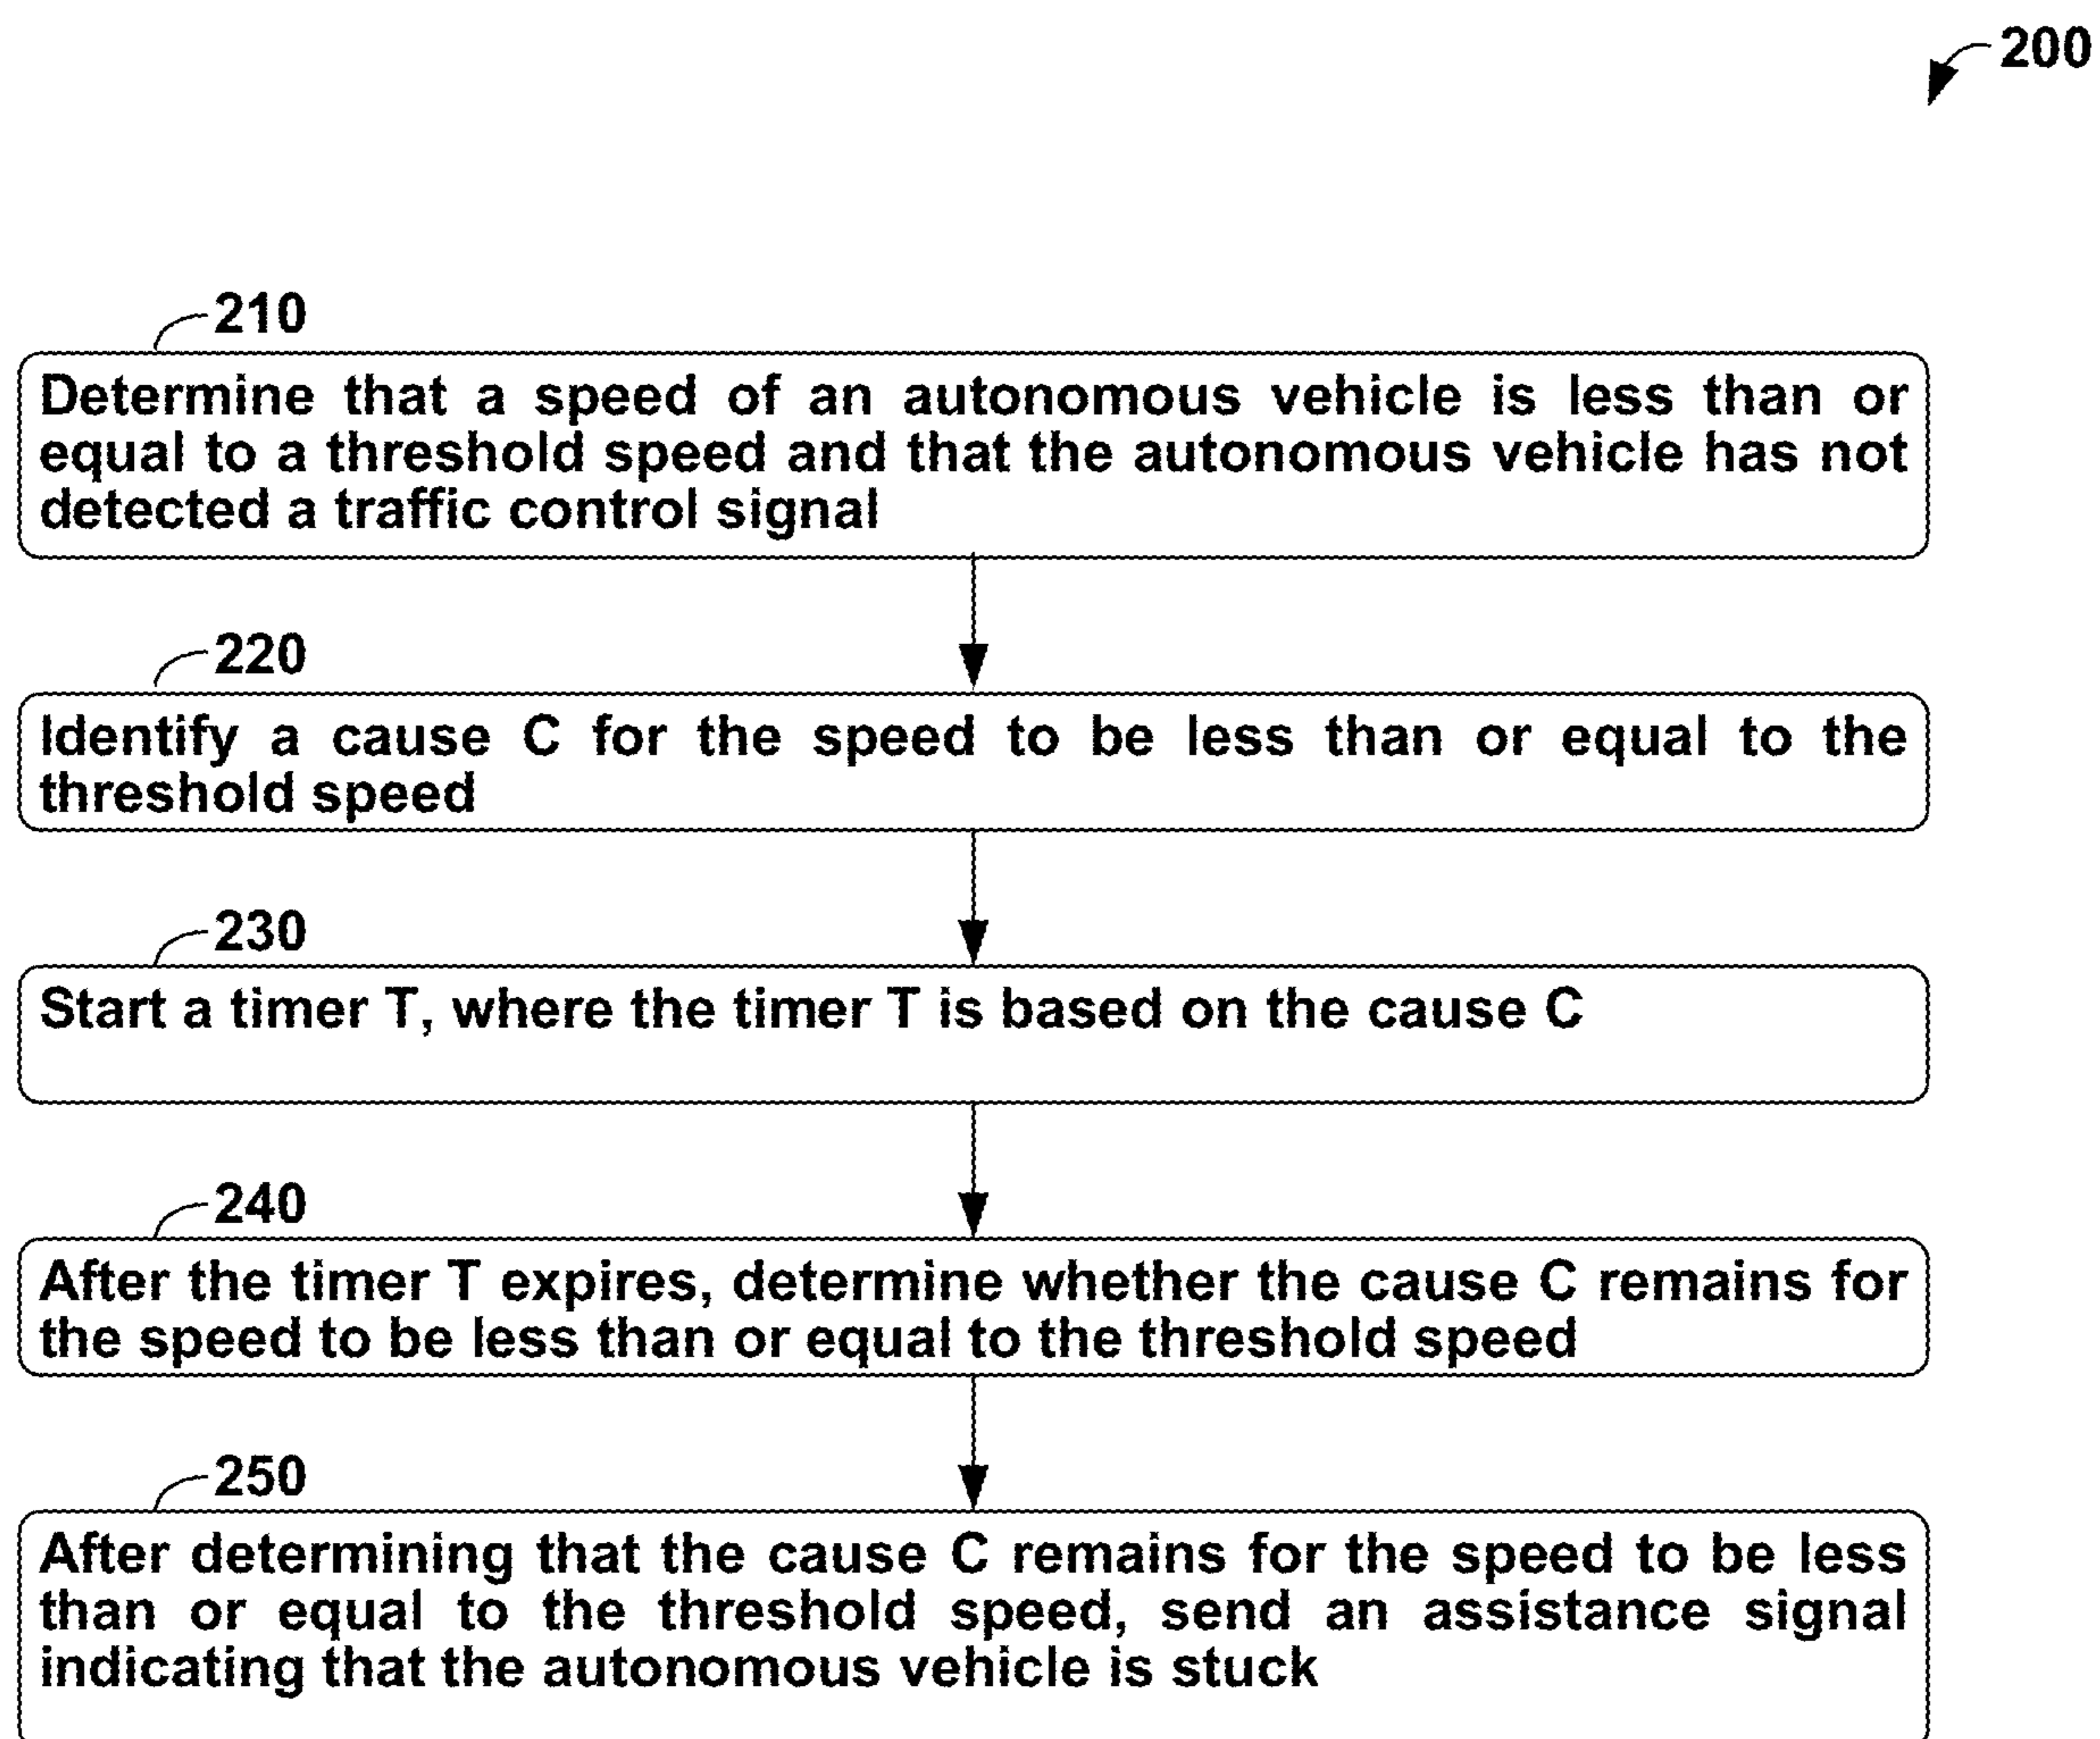 200
210
Determine that a speed of an autonomous vehicle is less than or
equal to a threshold speed and that the autonomous vehicle has not
detected a traffic control signal
220
Identify a cause C for the speed to be less than or equal to the
threshold speed
230
Start a timer T, where the timer T is based on the cause C
240
After the timer T expires, determine whether the cause C remains for
the speed to be less than or equal to the threshold speed
250
After determining that the cause C remains for the speed to be less
than or equal to the threshold speed, send an assistance signal
indicating that the autonomous vehicle is stuck